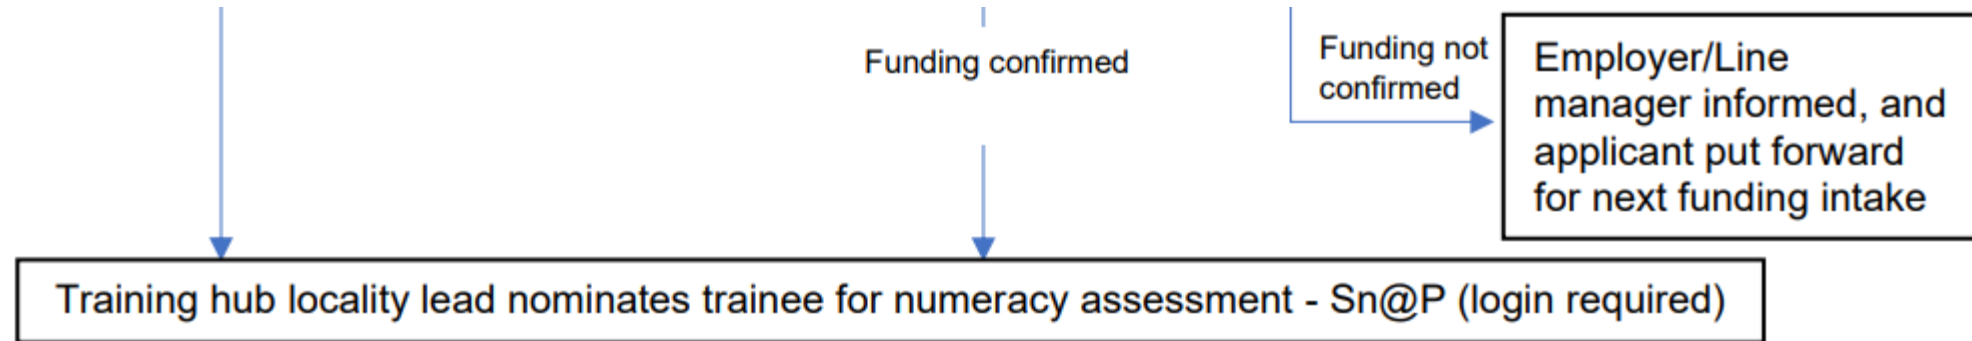 Funding confirmed
Funding not
confirmed
Employer/Line
manager informed, and
applicant put forward
for next funding intake
Training hub locality lead nominates trainee for numeracy assessment - Sn@P (login required)